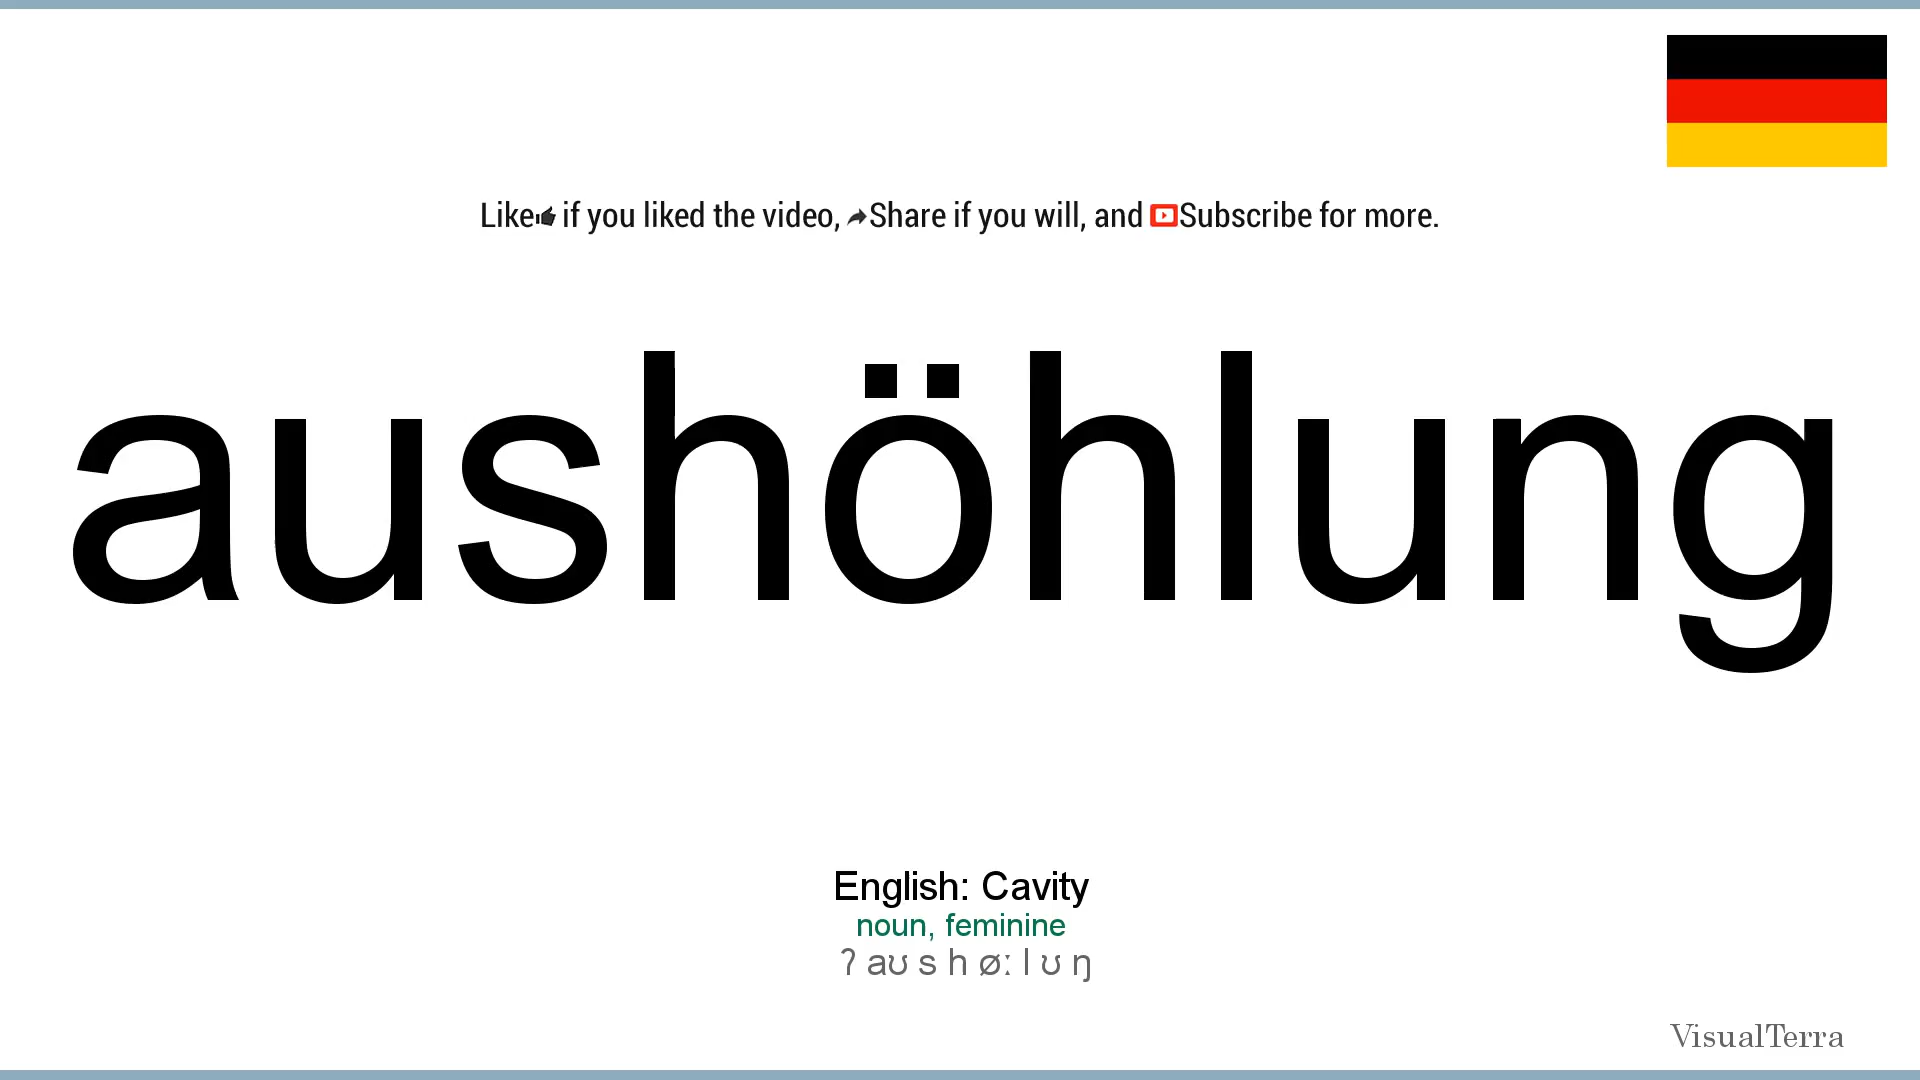 Like if you liked the video, Share if you will, and Subscribe for more.
aushöhlung
English: Cavity
noun, feminine
ʔ aʊ s h øː l ʊ ŋ
VisualTerra